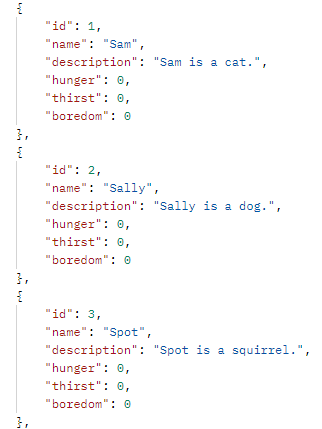 {
"id": 1,
"name": "Sam",
"description": "Sam is a cat.",
"hunger": 0,
"thirst": 0,
"boredom": 0
},
{
"id": 2,
"name": "Sally",
"description": "Sally is a dog.",
"hunger": 0,
"thirst": 0,
"boredom": 0
},
{
"id": 3,
"name": "Spot",
"description": "Spot is a squirrel.",
"hunger": 0,
"thirst": 0,
"boredom": 0
},